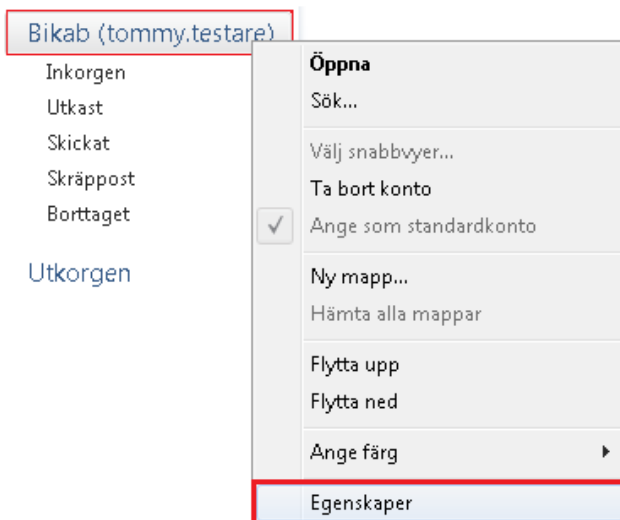 Bikab (tommy.testare)
Inkorgen
Utkast
Skickat
Skräppost
Borttaget
Utkorgen
Öppna
Sök...
Välj snabbvyer...
Ta bort konto
Ange som standardkonto
Ny mapp...
Hämta alla mappar
Flytta upp
Flytta ned
Ange färg
Egenskaper